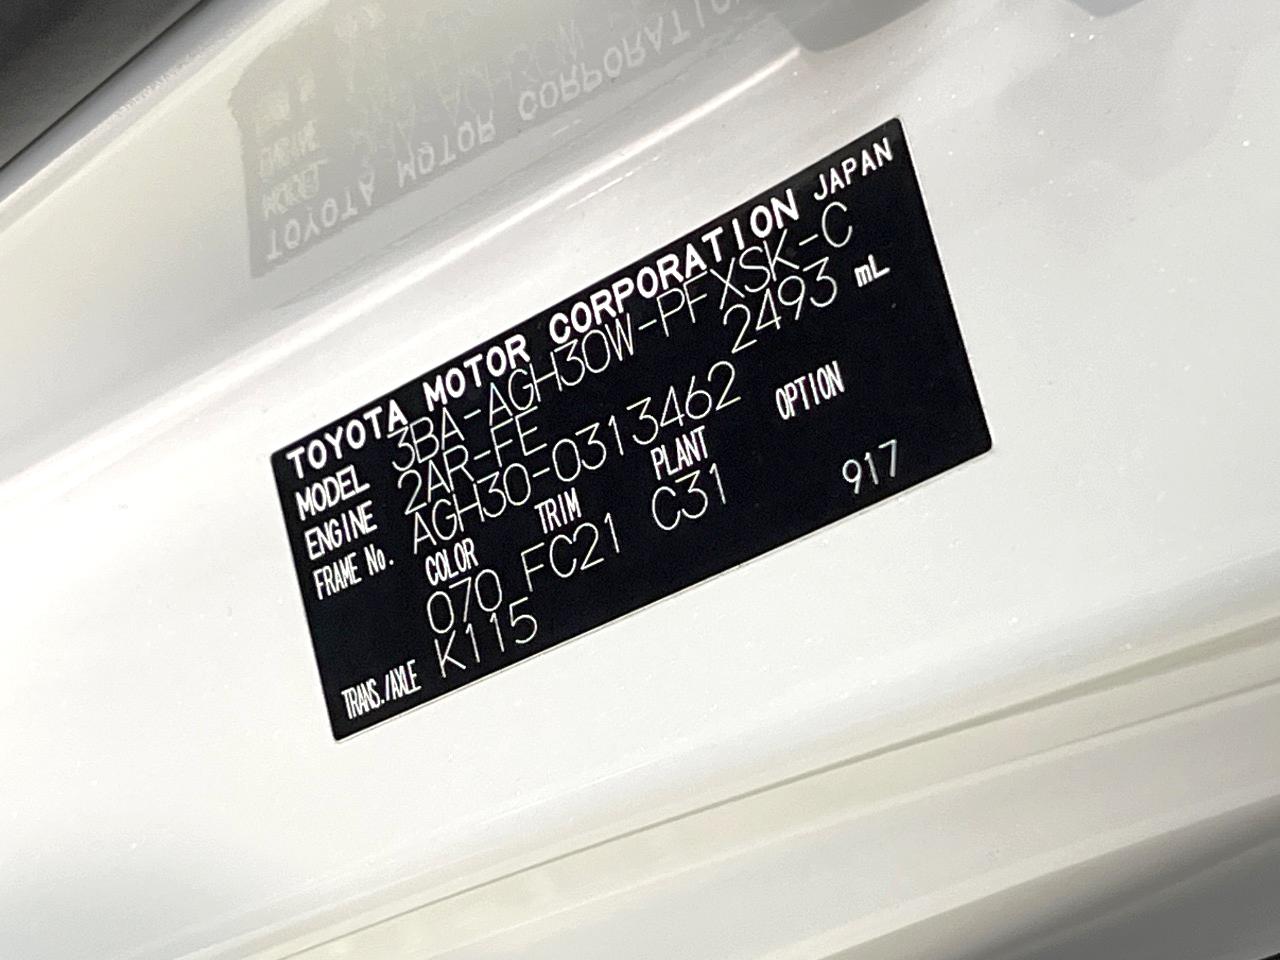 TOYOTA MOTOR CORPORATION JAPAN
MODEL 3BA-AGH30W-PFXSK-C
ENGINE 2AR-FE 2493 mL
FRAME No. AGH30-0313462
COLOR TRIM PLANT OPTION
070 FC21 C31 917
TRANS./AXLE K115